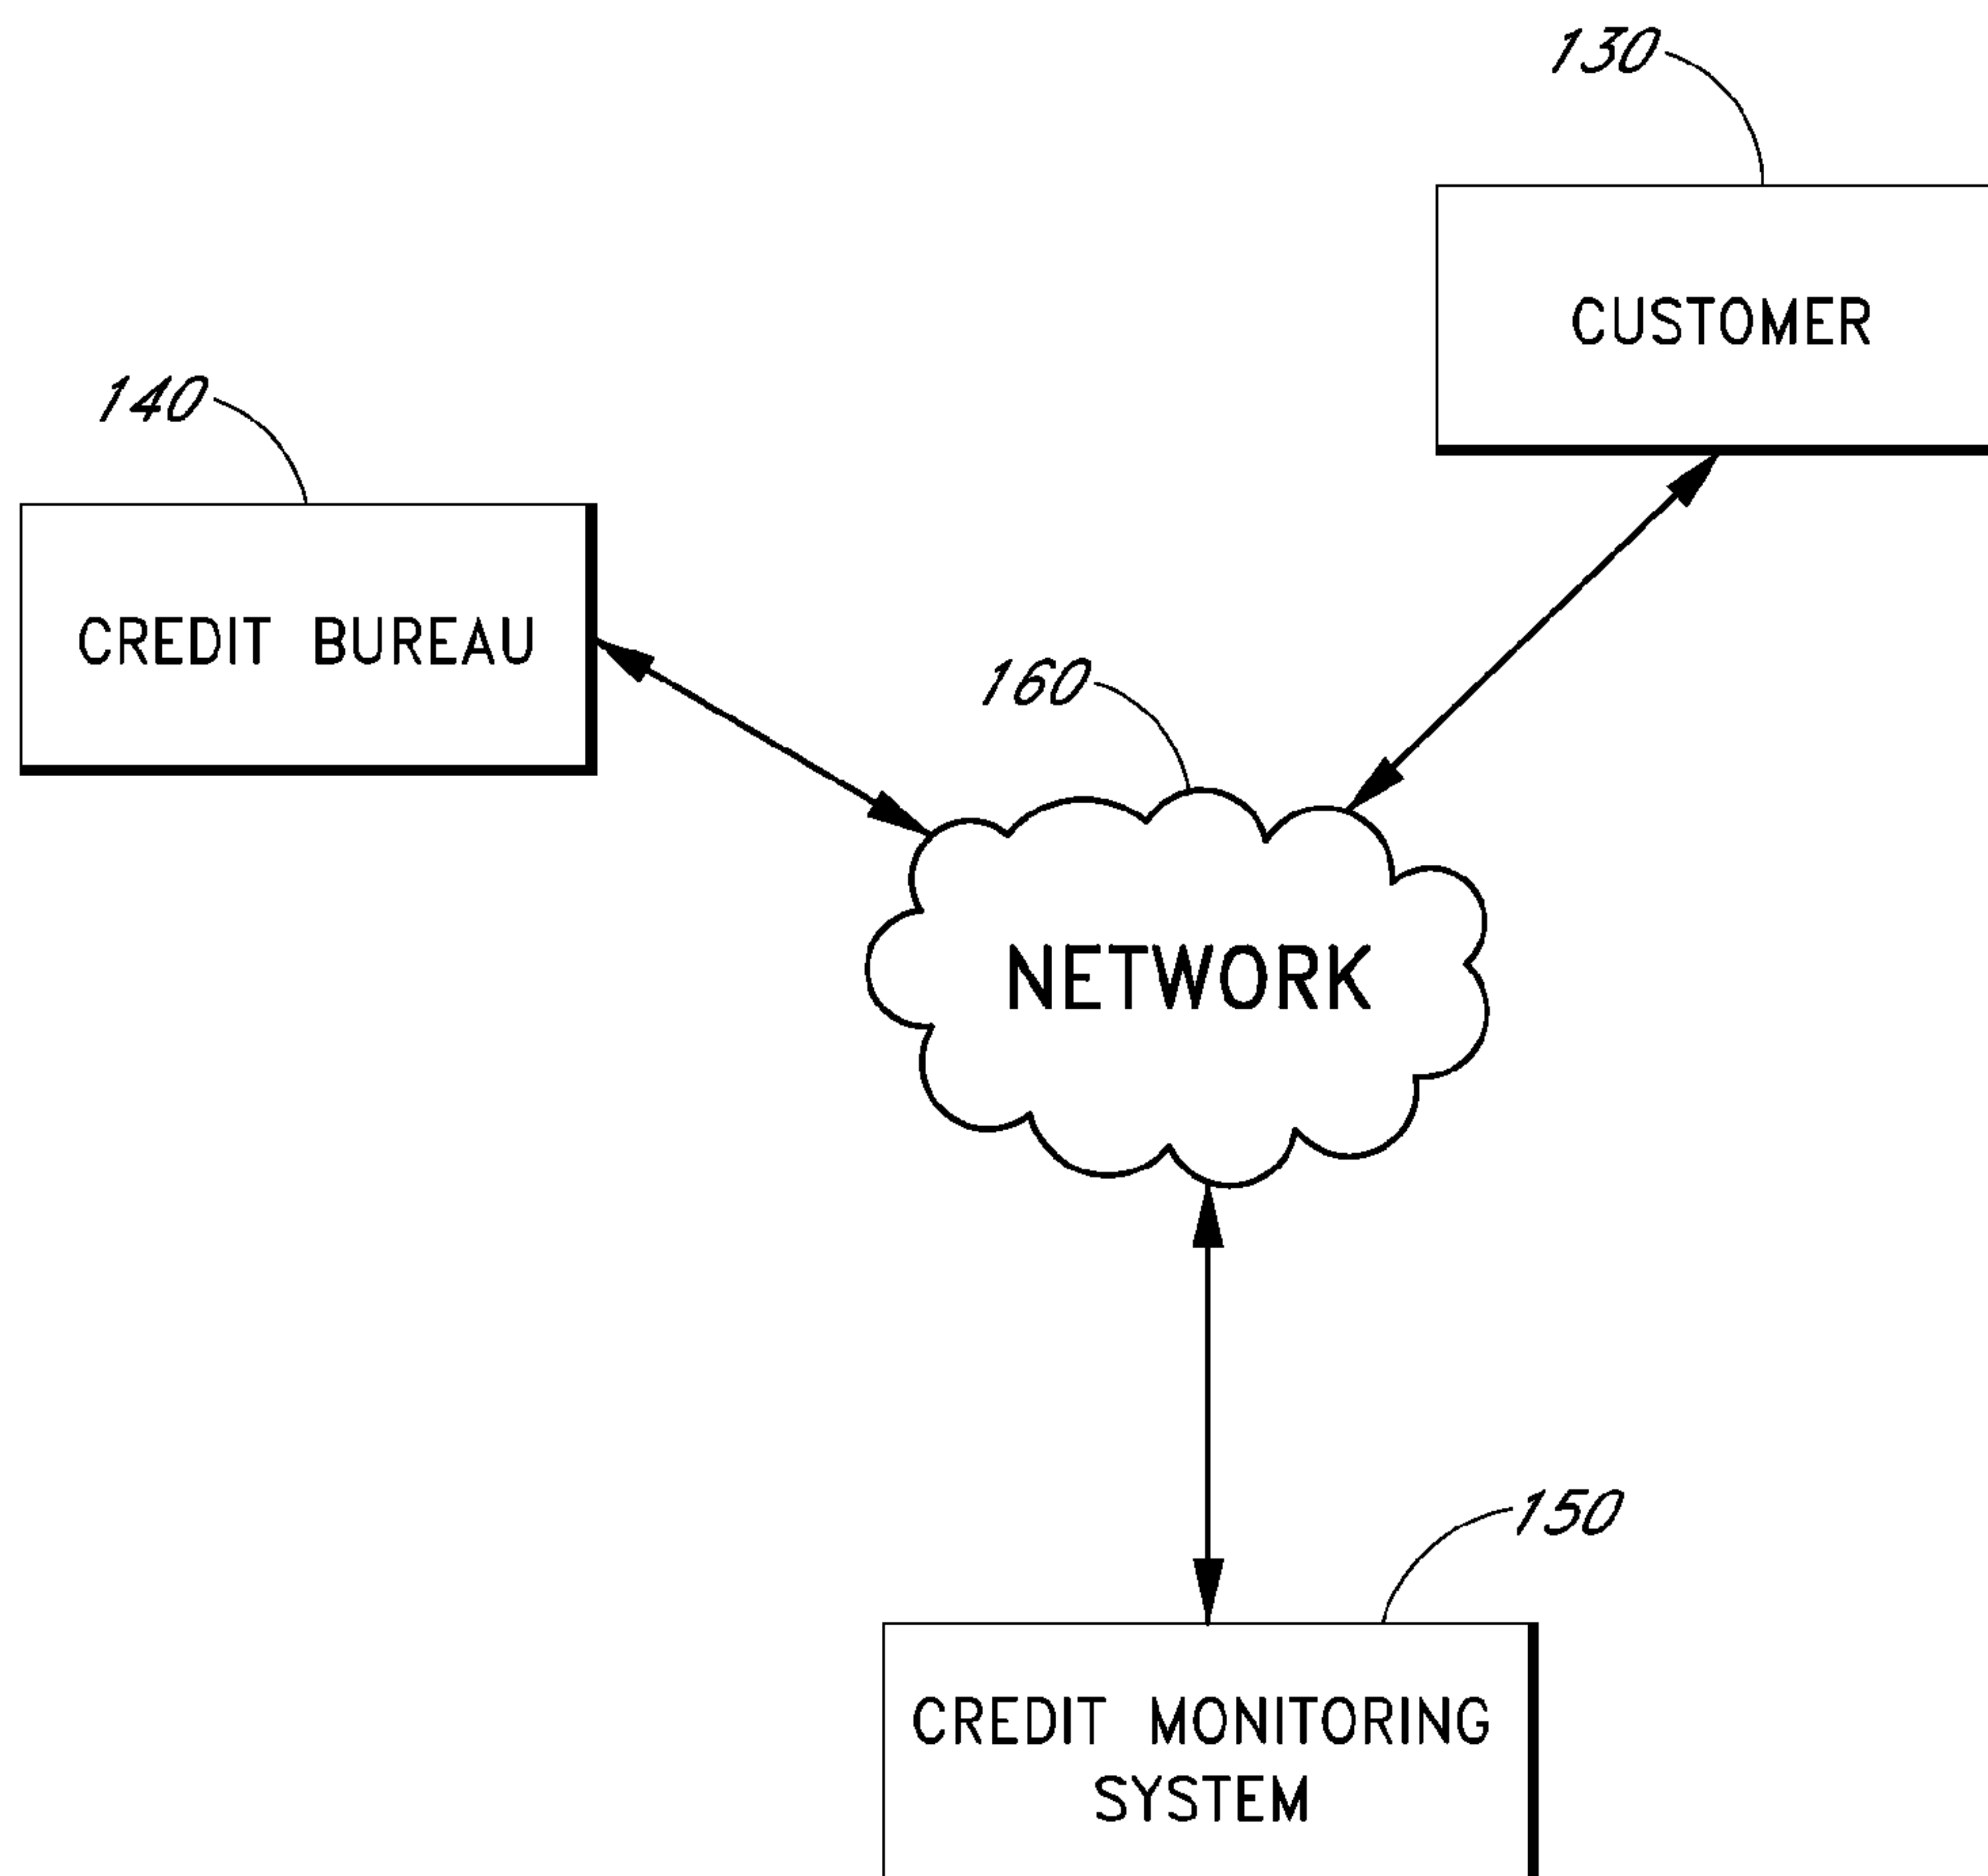 130
CUSTOMER
140
CREDIT BUREAU
160
NETWORK
150
CREDIT MONITORING
SYSTEM